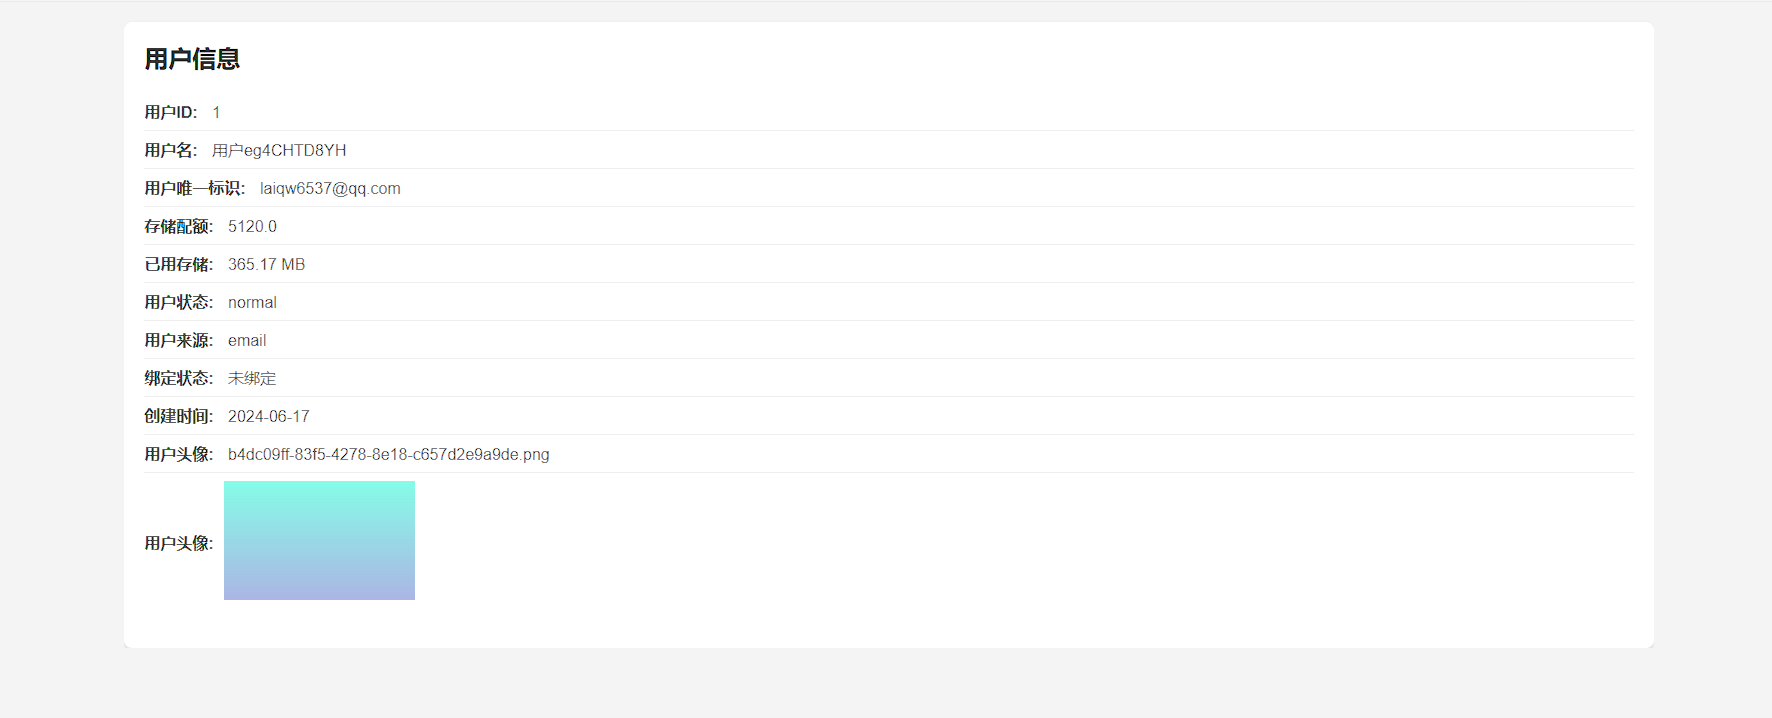 用户信息
用户ID: 1
用户名: 用户eg4CHTD8YH
用户唯一标识: laiqw6537@qq.com
存储配额: 5120.0
已用存储: 365.17 MB
用户状态: normal
用户来源: email
绑定状态: 未绑定
创建时间: 2024-06-17
用户头像: b4dc09ff-83f5-4278-8e18-c657d2e9a9de.png
用户头像: